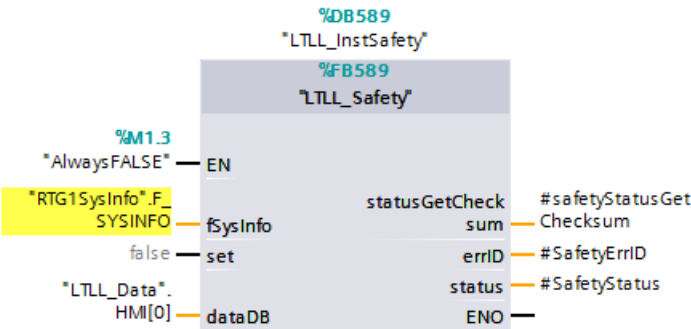 %DB589
"LTLL_InstSafety"
%FB589
"LTLL_Safety"
%M1.3
"AlwaysFALSE"
EN
"RTG1SysInfo".F_
SYSINFO
fSysInfo
statusGetCheck
sum
#safetyStatusGet
Checksum
false
set
errID
#SafetyErrID
status
#SafetyStatus
"LTLL_Data".
HMI[0]
dataDB
ENO